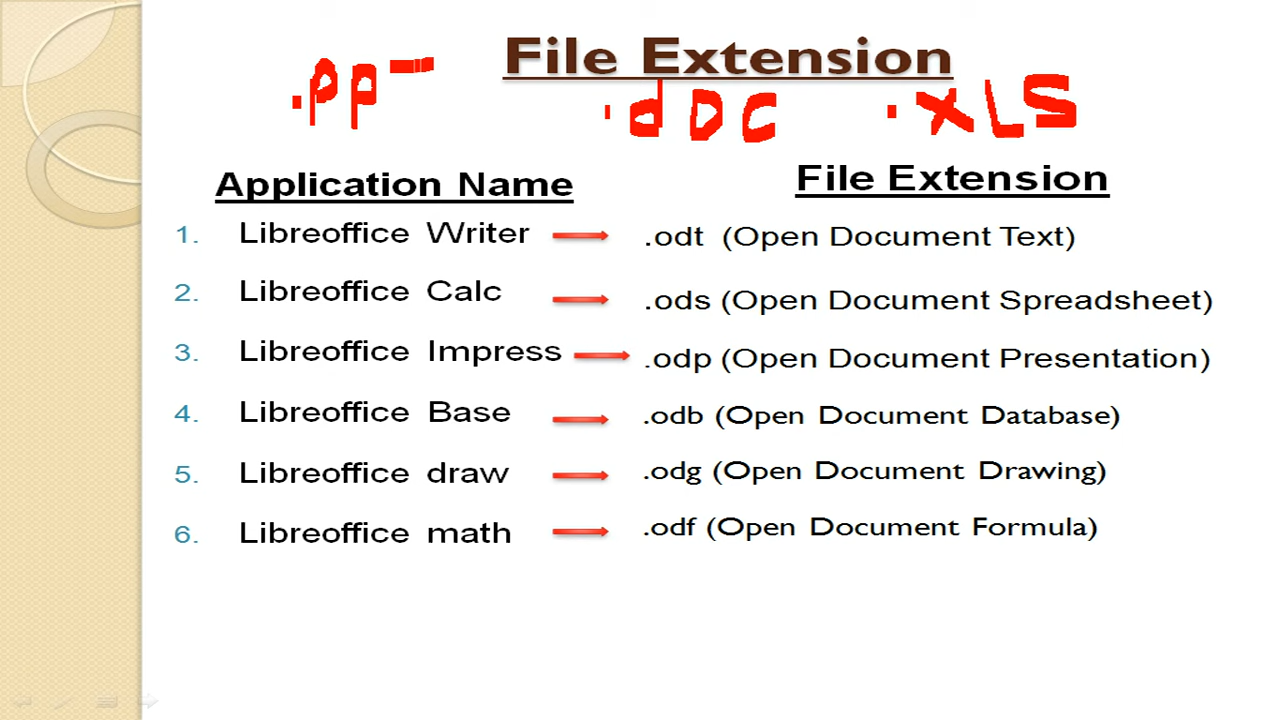 File Extension
.pp
.dDC .XLS
Application Name File Extension
1. Libreoffice Writer .odt (Open Document Text)
2. Libreoffice Calc .ods (Open Document Spreadsheet)
3. Libreoffice Impress .odp (Open Document Presentation)
4. Libreoffice Base .odb (Open Document Database)
5. Libreoffice draw .odg (Open Document Drawing)
6. Libreoffice math .odf (Open Document Formula)